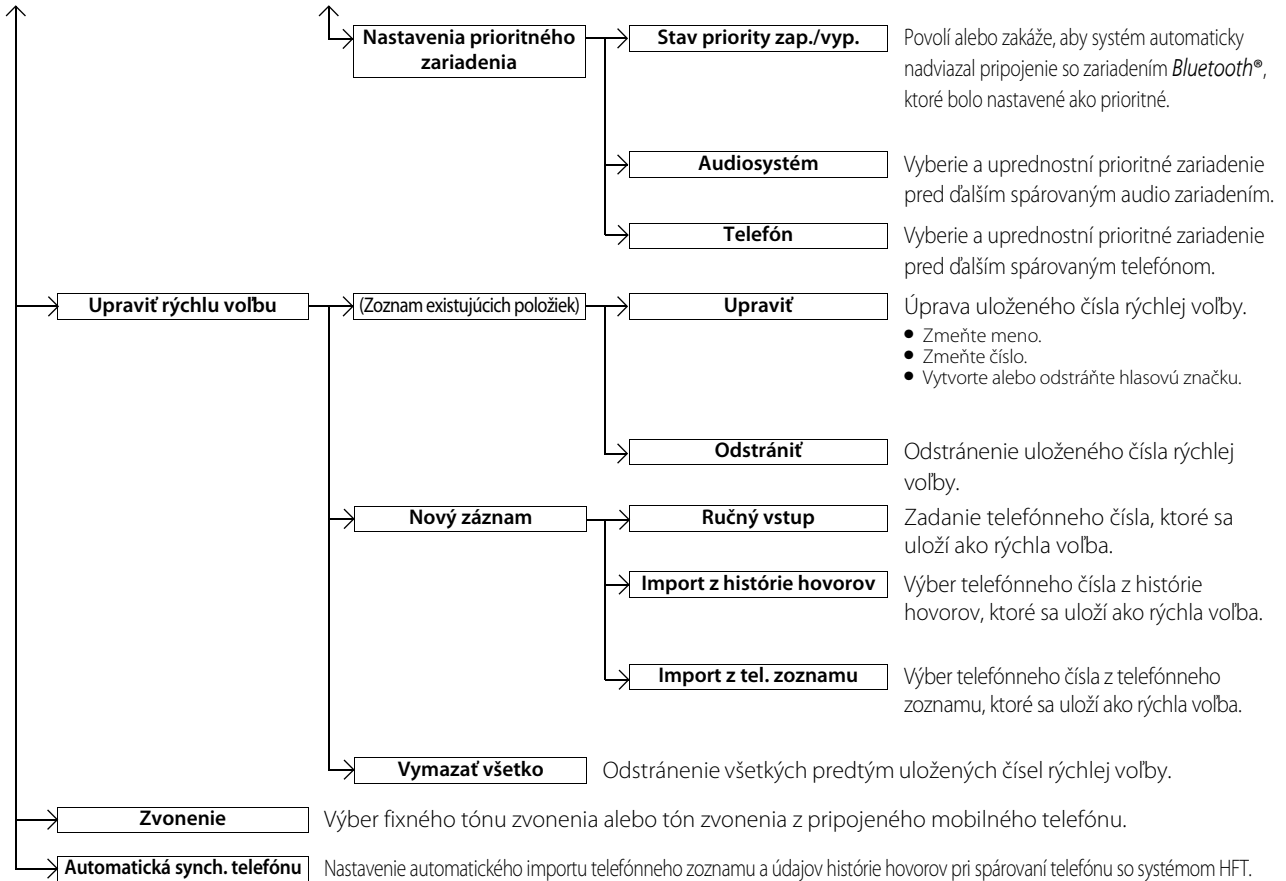 Nastavenia prioritného
zariadenia
Stav priority zap./vyp.
Povolí alebo zakáže, aby systém automaticky
nadviazal pripojenie so zariadením Bluetooth®,
ktoré bolo nastavené ako prioritné.
Audiosystém
Vyberie a uprednostní prioritné zariadenie
pred ďalším spárovaným audio zariadením.
Telefón
Vyberie a uprednostní prioritné zariadenie
pred ďalším spárovaným telefónom.
Upraviť rýchlu voľbu
(Zoznam existujúcich položiek)
Upraviť
Úprava uloženého čísla rýchlej voľby.
● Zmeňte meno.
● Zmeňte číslo.
● Vytvorte alebo odstráňte hlasovú značku.
Odstrániť
Odstránenie uloženého čísla rýchlej
voľby.
Nový záznam
Ručný vstup
Zadanie telefónneho čísla, ktoré sa
uloží ako rýchla voľba.
Import z histórie hovorov
Výber telefónneho čísla z histórie
hovorov, ktoré sa uloží ako rýchla voľba.
Import z tel. zoznamu
Výber telefónneho čísla z telefónneho
zoznamu, ktoré sa uloží ako rýchla voľba.
Vymazať všetko
Odstránenie všetkých predtým uložených čísel rýchlej voľby.
Zvonenie
Výber fixného tónu zvonenia alebo tón zvonenia z pripojeného mobilného telefónu.
Automatická synch. telefónu
Nastavenie automatického importu telefónneho zoznamu a údajov histórie hovorov pri spárovaní telefónu so systémom HFT.